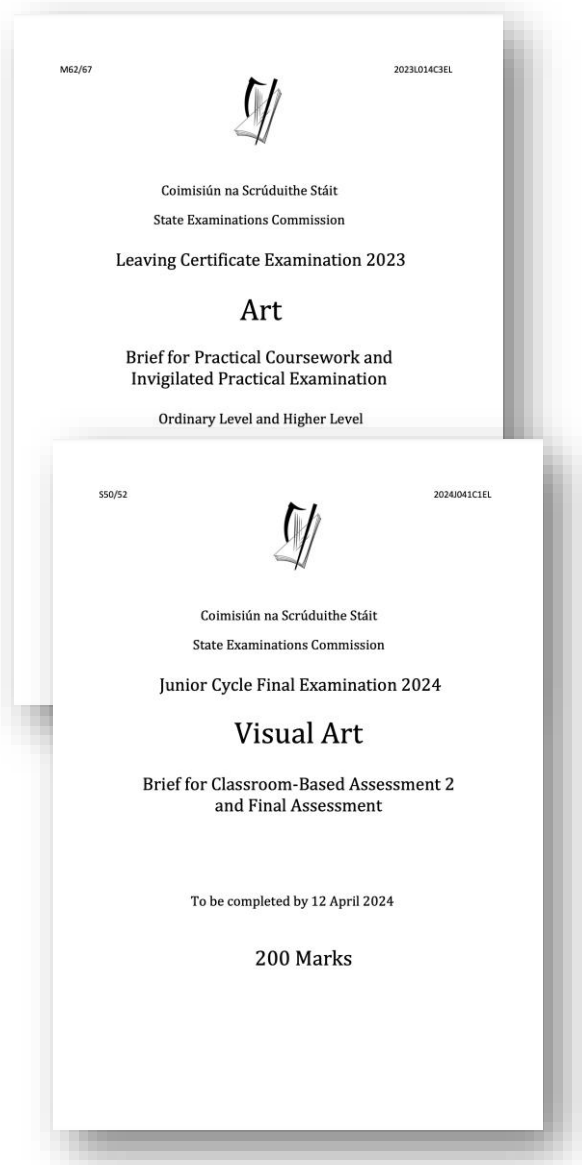 M62/67
2023L014C3EL
Coimisiún na Scrúduithe Stáit
State Examinations Commission
Leaving Certificate Examination 2023
Art
Brief for Practical Coursework and
Invigilated Practical Examination
Ordinary Level and Higher Level
S50/52
2024J041C1EL
Coimisiún na Scrúduithe Stáit
State Examinations Commission
Junior Cycle Final Examination 2024
Visual Art
Brief for Classroom-Based Assessment 2
and Final Assessment
To be completed by 12 April 2024
200 Marks